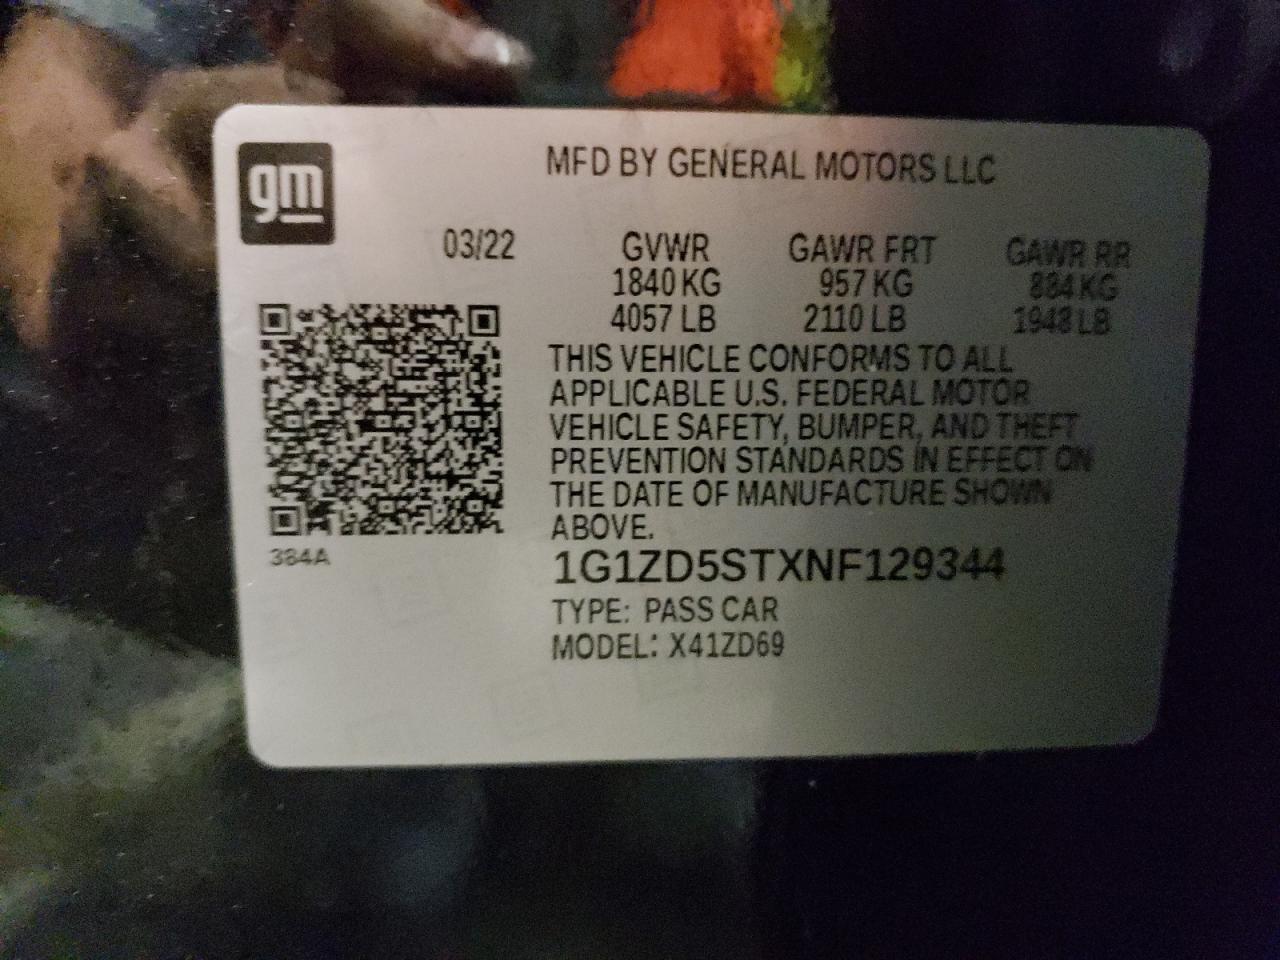 gm
MFD BY GENERAL MOTORS LLC
03/22 GVWR GAWR FRT GAWR RR
1840 KG 957 KG 884 KG
4057 LB 2110 LB 1948 LB
THIS VEHICLE CONFORMS TO ALL
APPLICABLE U.S. FEDERAL MOTOR
VEHICLE SAFETY, BUMPER, AND THEFT
PREVENTION STANDARDS IN EFFECT ON
THE DATE OF MANUFACTURE SHOWN
ABOVE.
384A
1G1ZD5STXNF129344
TYPE: PASS CAR
MODEL: X41ZD69